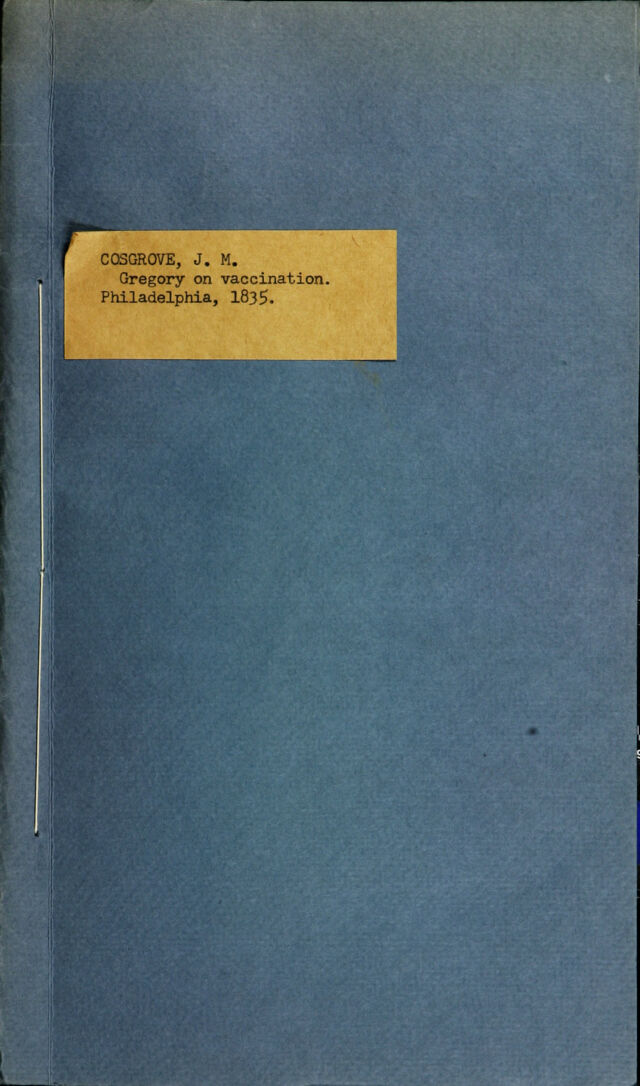 COSGROVE, J. M.
Gregory on vaccination.
Philadelphia, 1835.